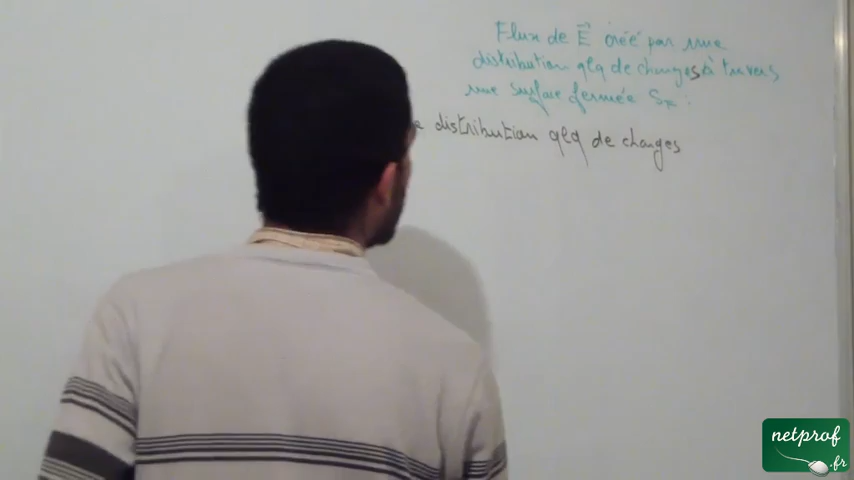 Flux de E⃗ créé par une
distribution qlq de charges à travers
une surface fermée
distribution qlq de charges
netprof
.fr